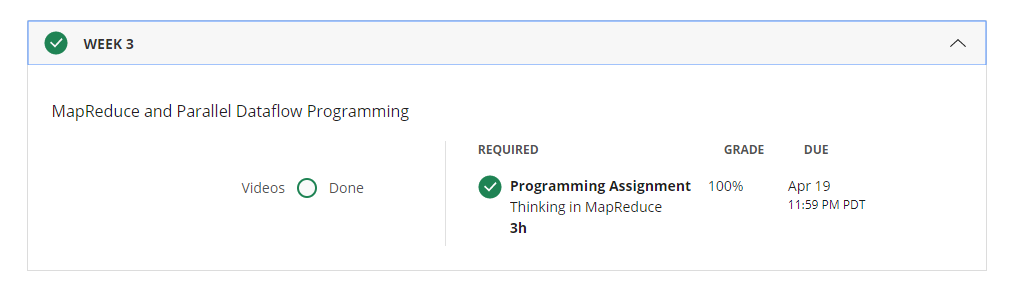 WEEK 3
MapReduce and Parallel Dataflow Programming
Videos Done
REQUIRED GRADE DUE
Programming Assignment 100% Apr 19
Thinking in MapReduce 11:59 PM PDT
3h